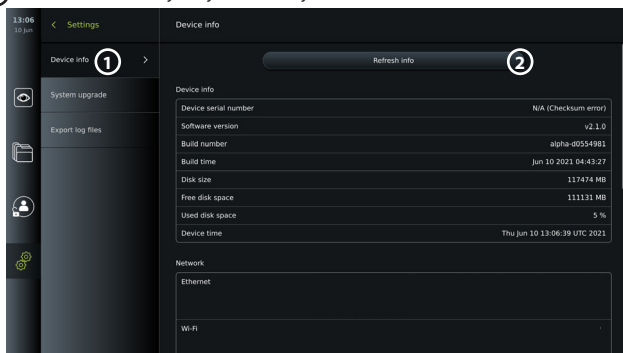 13:06
10 Jun
Settings
Device info
Device info
1
Refresh info
2
System upgrade
Export log files
Device info
Device serial number N/A (Checksum error)
Software version v2.1.0
Build number alpha-d0554981
Build time Jun 10 2021 04:43:27
Disk size 117474 MB
Free disk space 111131 MB
Used disk space 5 %
Device time Thu Jun 10 13:06:39 UTC 2021
Network
Ethernet
Wi-Fi